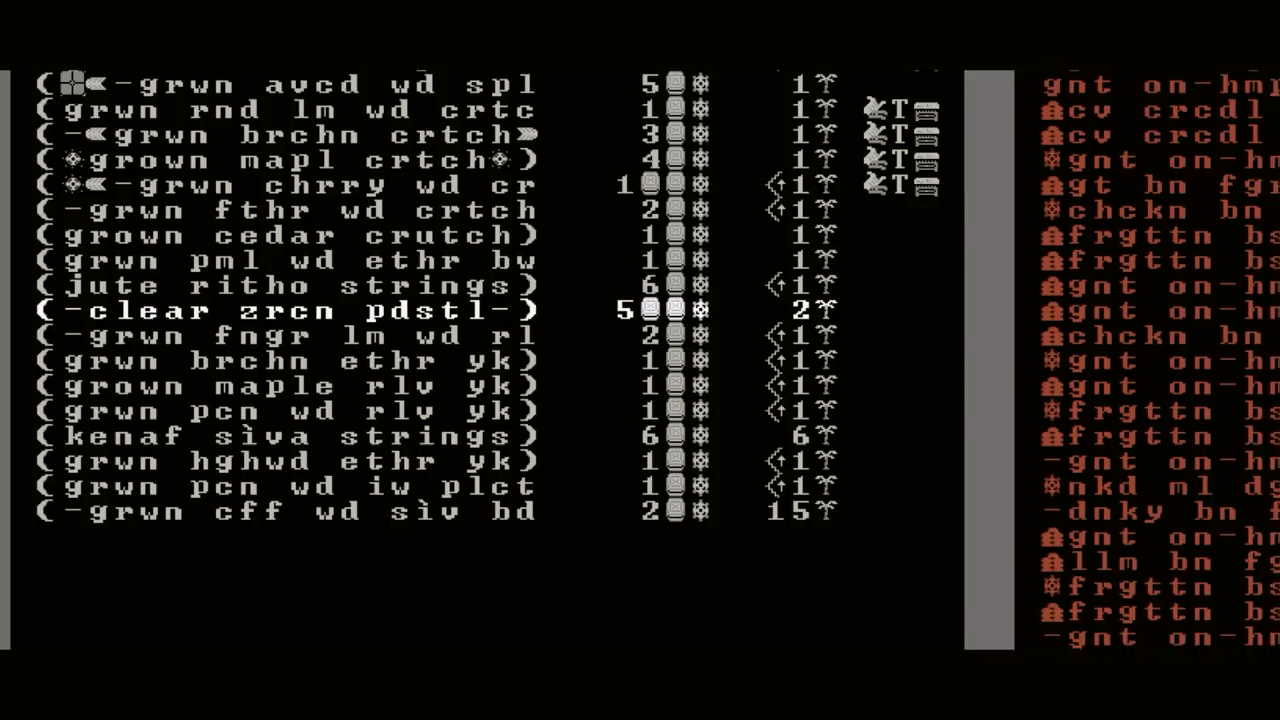 (-grwn avcd wd spl 5☼ 1
(grwn rnd lm wd crtc 1☼ 1 T
(-«grwn brchn crtch» 3☼ 1 T
(☼grown mapl crtch☼) 4☼ 1 T
(☼«-grwn chrry wd cr 1☼ 1 T
(-grwn fthr wd crtch 2☼ 1
(grown cedar crutch) 1☼ 1
(grwn pml wd ethr bw 1☼ 1
(jute ritho strings) 6☼ 1
(-clear zrcn pdstl-) 5☼ 2
(-grwn fngr lm wd rl 2☼ 1
(grwn brchn ethr yk) 1☼ 1
(grown maple rlv yk) 1☼ 1
(grwn pcn wd rlv yk) 1☼ 1
(kenaf sìva strings) 6☼ 6
(grwn hghwd ethr yk) 1☼ 1
(grwn pcn wd iw plct 1☼ 1
(-grwn cff wd sìv bd 2☼ 15
gnt on-hm
cv crcdl
cv crcdl
☼gnt on-h
gt bn fgr
☼chckn bn
frgttn bs
frgttn bs
gnt on-h
gnt on-h
chckn bn
☼gnt on-h
gnt on-h
☼frgttn bs
frgttn bs
-gnt on-h
☼nkd ml dg
-dnky bn f
gnt on-h
llm bn fg
☼frgttn bs
frgttn bs
-gnt on-h